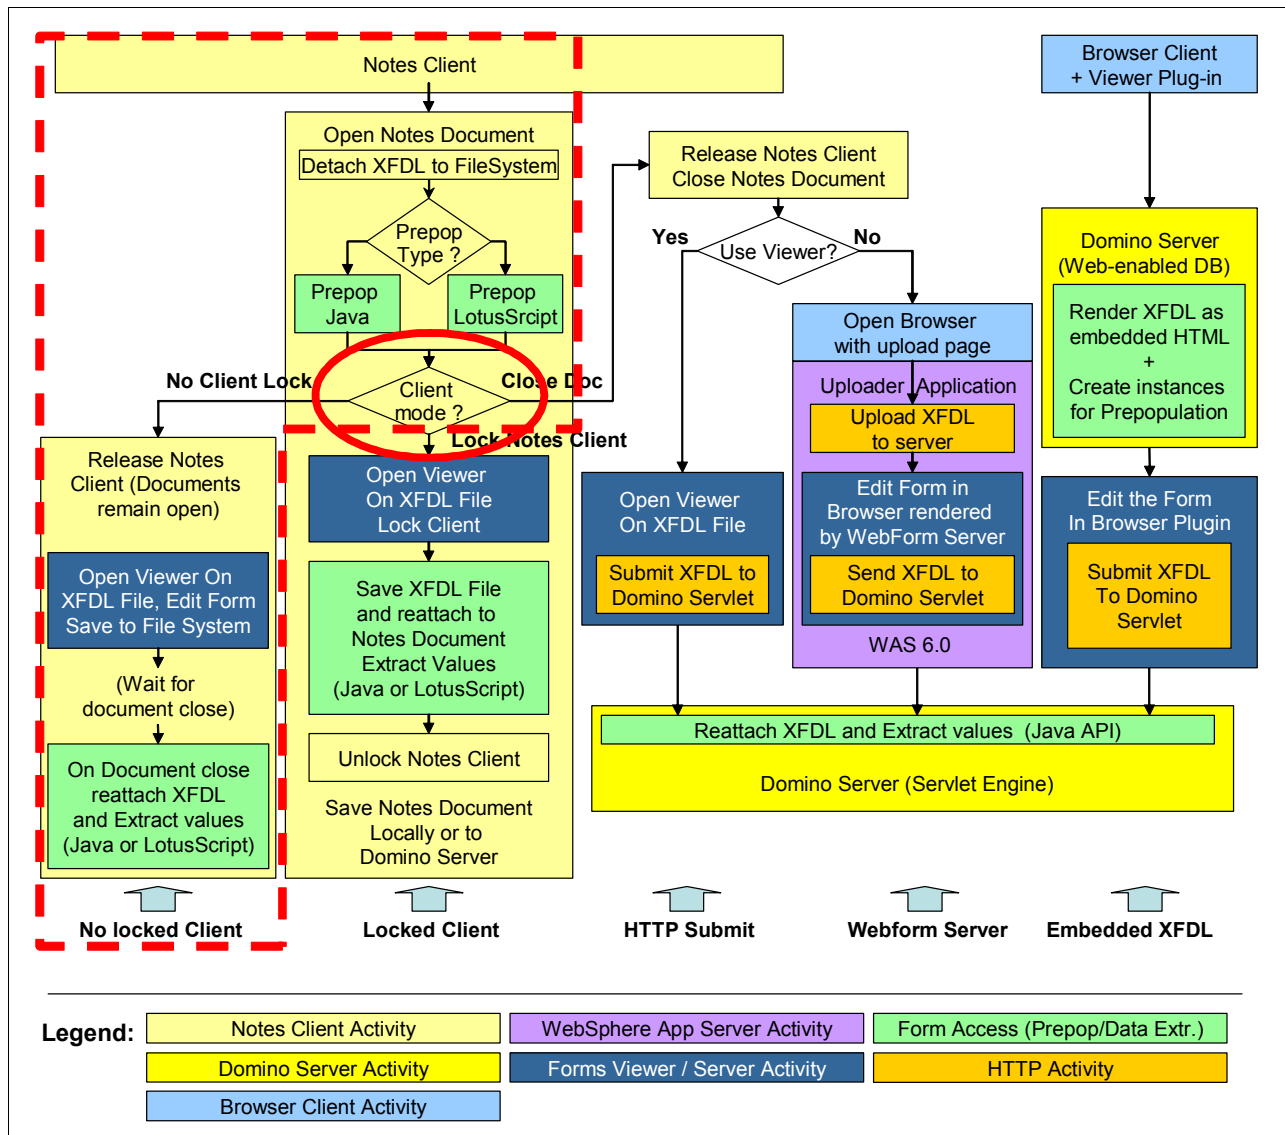 Notes Client
Browser Client
+ Viewer Plug-in
Open Notes Document
Detach XFDL to FileSystem
Prepop
Type ?
Prepop
Java
Prepop
LotusSrcipt
Release Notes Client
Close Notes Document
Yes
Use Viewer?
No
Domino Server
(Web-enabled DB)
Render XFDL as
embedded HTML
+
Create instances
for Prepopulation
No Client Lock
Client
mode ?
Close Doc
Lock Notes Client
Open Browser
with upload page
Uploader Application
Upload XFDL
to server
Release Notes
Client (Documents
remain open)
Open Viewer On
XFDL File, Edit Form
Save to File System
(Wait for
document close)
On Document close
reattach XFDL
and Extract values
(Java or LotusScript)
Open Viewer
On XFDL File
Lock Client
Save XFDL File
and reattach to
Notes Document
Extract Values
(Java or LotusScript)
Unlock Notes Client
Save Notes Document
Locally or to
Domino Server
Open Viewer
On XFDL File
Submit XFDL to
Domino Servlet
Edit Form in
Browser rendered
by WebForm Server
Send XFDL to
Domino Servlet
WAS 6.0
Edit the Form
In Browser Plugin
Submit XFDL
To Domino
Servlet
Reattach XFDL and Extract values (Java API)
Domino Server (Servlet Engine)
No locked Client
Locked Client
HTTP Submit
Webform Server
Embedded XFDL
Legend:
Notes Client Activity
WebSphere App Server Activity
Form Access (Prepop/Data Extr.)
Domino Server Activity
Forms Viewer / Server Activity
HTTP Activity
Browser Client Activity